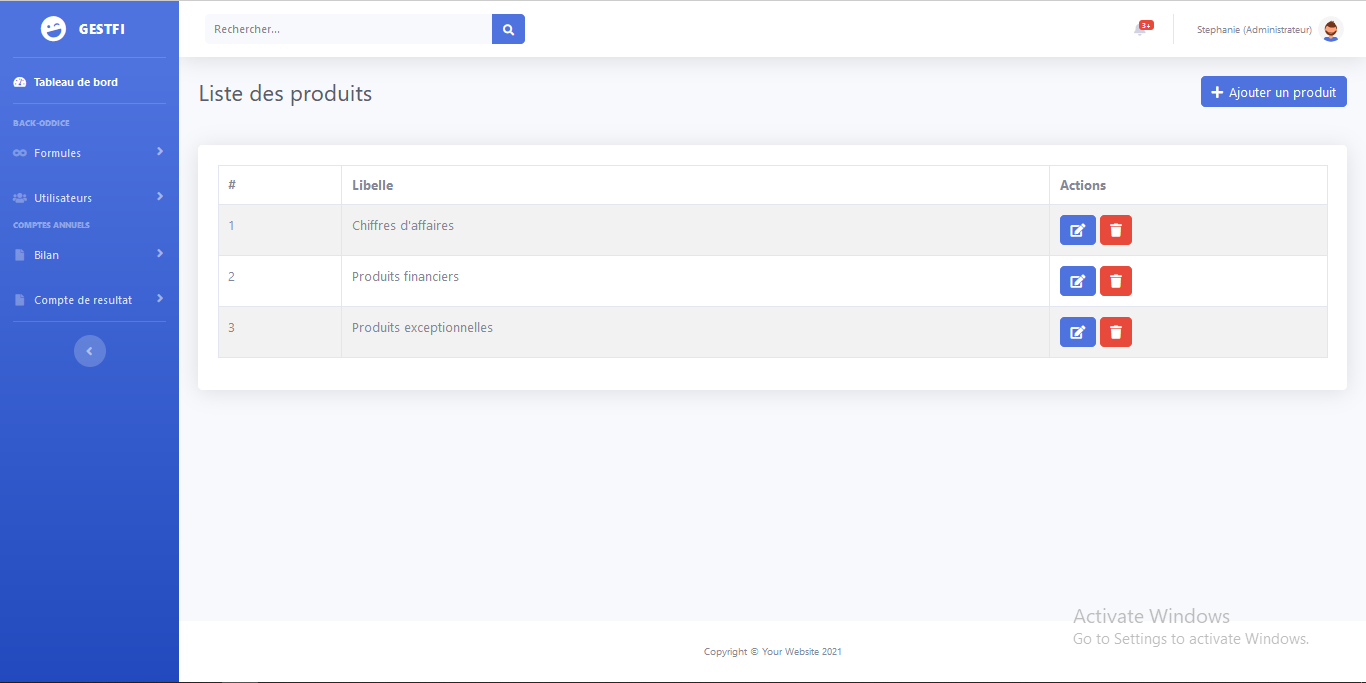 GESTFI
Rechercher...
3+
Stephanie (Administrateur)
Tableau de bord
BACK-ODDICE
Formules
Utilisateurs
COMPTES ANNUELS
Bilan
Compte de resultat
Liste des produits
Ajouter un produit
# Libelle Actions
1 Chiffres d'affaires
2 Produits financiers
3 Produits exceptionnelles
Activate Windows
Go to Settings to activate Windows.
Copyright © Your Website 2021